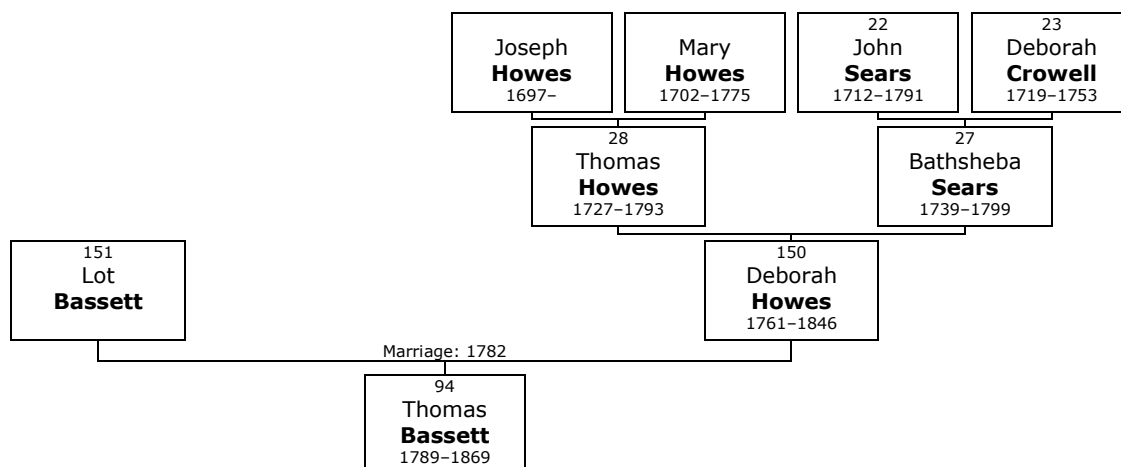 Joseph
Howes
1697–
Mary
Howes
1702–1775
22
John
Sears
1712–1791
23
Deborah
Crowell
1719–1753
28
Thomas
Howes
1727–1793
27
Bathsheba
Sears
1739–1799
151
Lot
Bassett
150
Deborah
Howes
1761–1846
Marriage: 1782
94
Thomas
Bassett
1789–1869